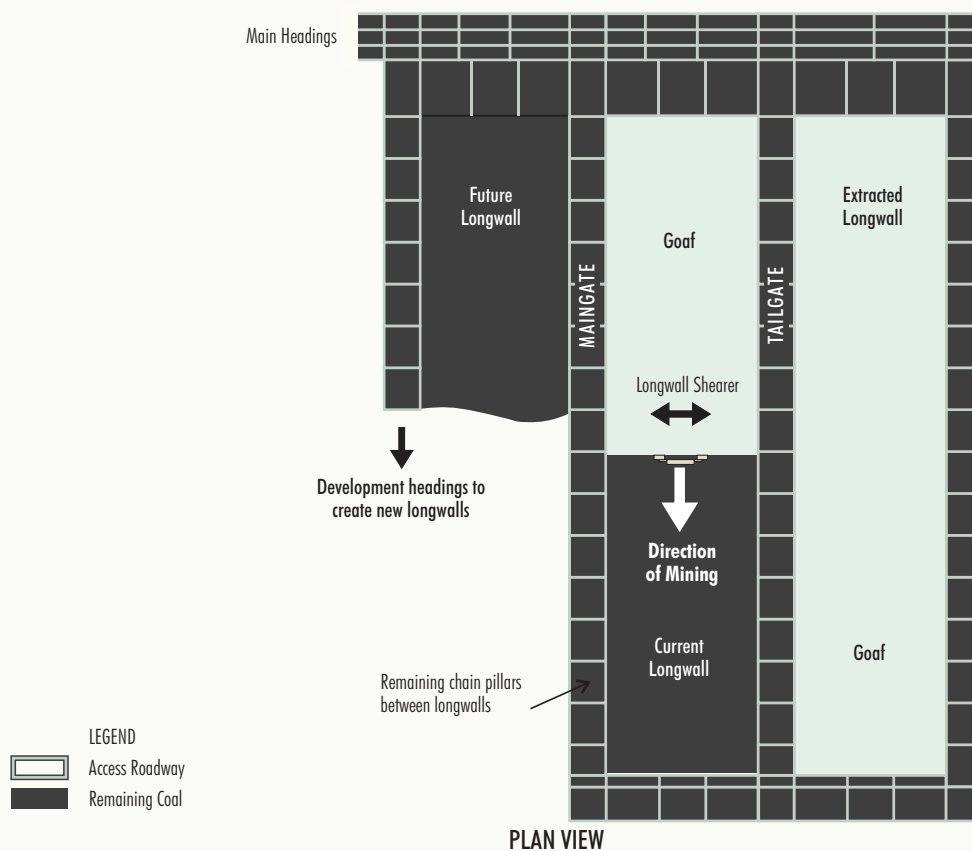 Main Headings
Future
Longwall
Goaf
Extracted
Longwall
MAINGATE
TAILGATE
Longwall Shearer
Development headings to
create new longwalls
Direction
of Mining
Current
Longwall
Goaf
Remaining chain pillars
between longwalls
LEGEND
Access Roadway
Remaining Coal
PLAN VIEW